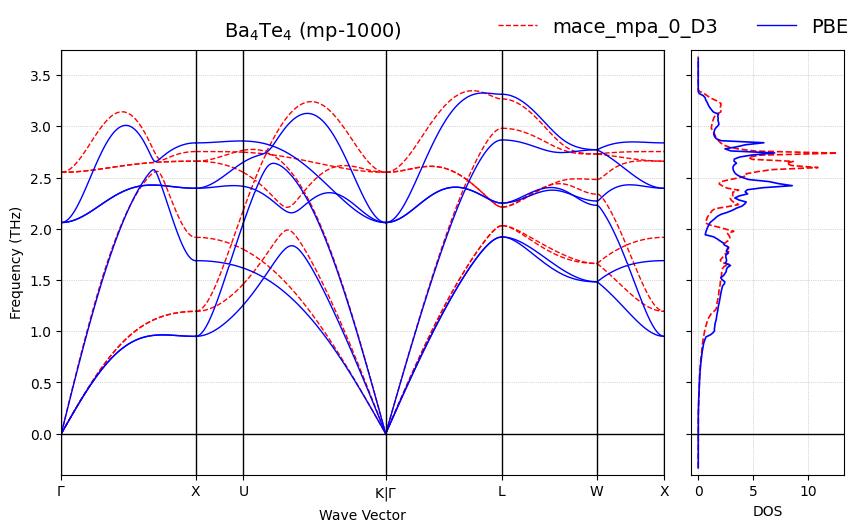 Ba₄Te₄ (mp-1000)
mace_mpa_0_D3
PBE
Frequency (THz)
3.5
3.0
2.5
2.0
1.5
1.0
0.5
0.0
Γ X U K|Γ L W X
Wave Vector
0 5 10
DOS